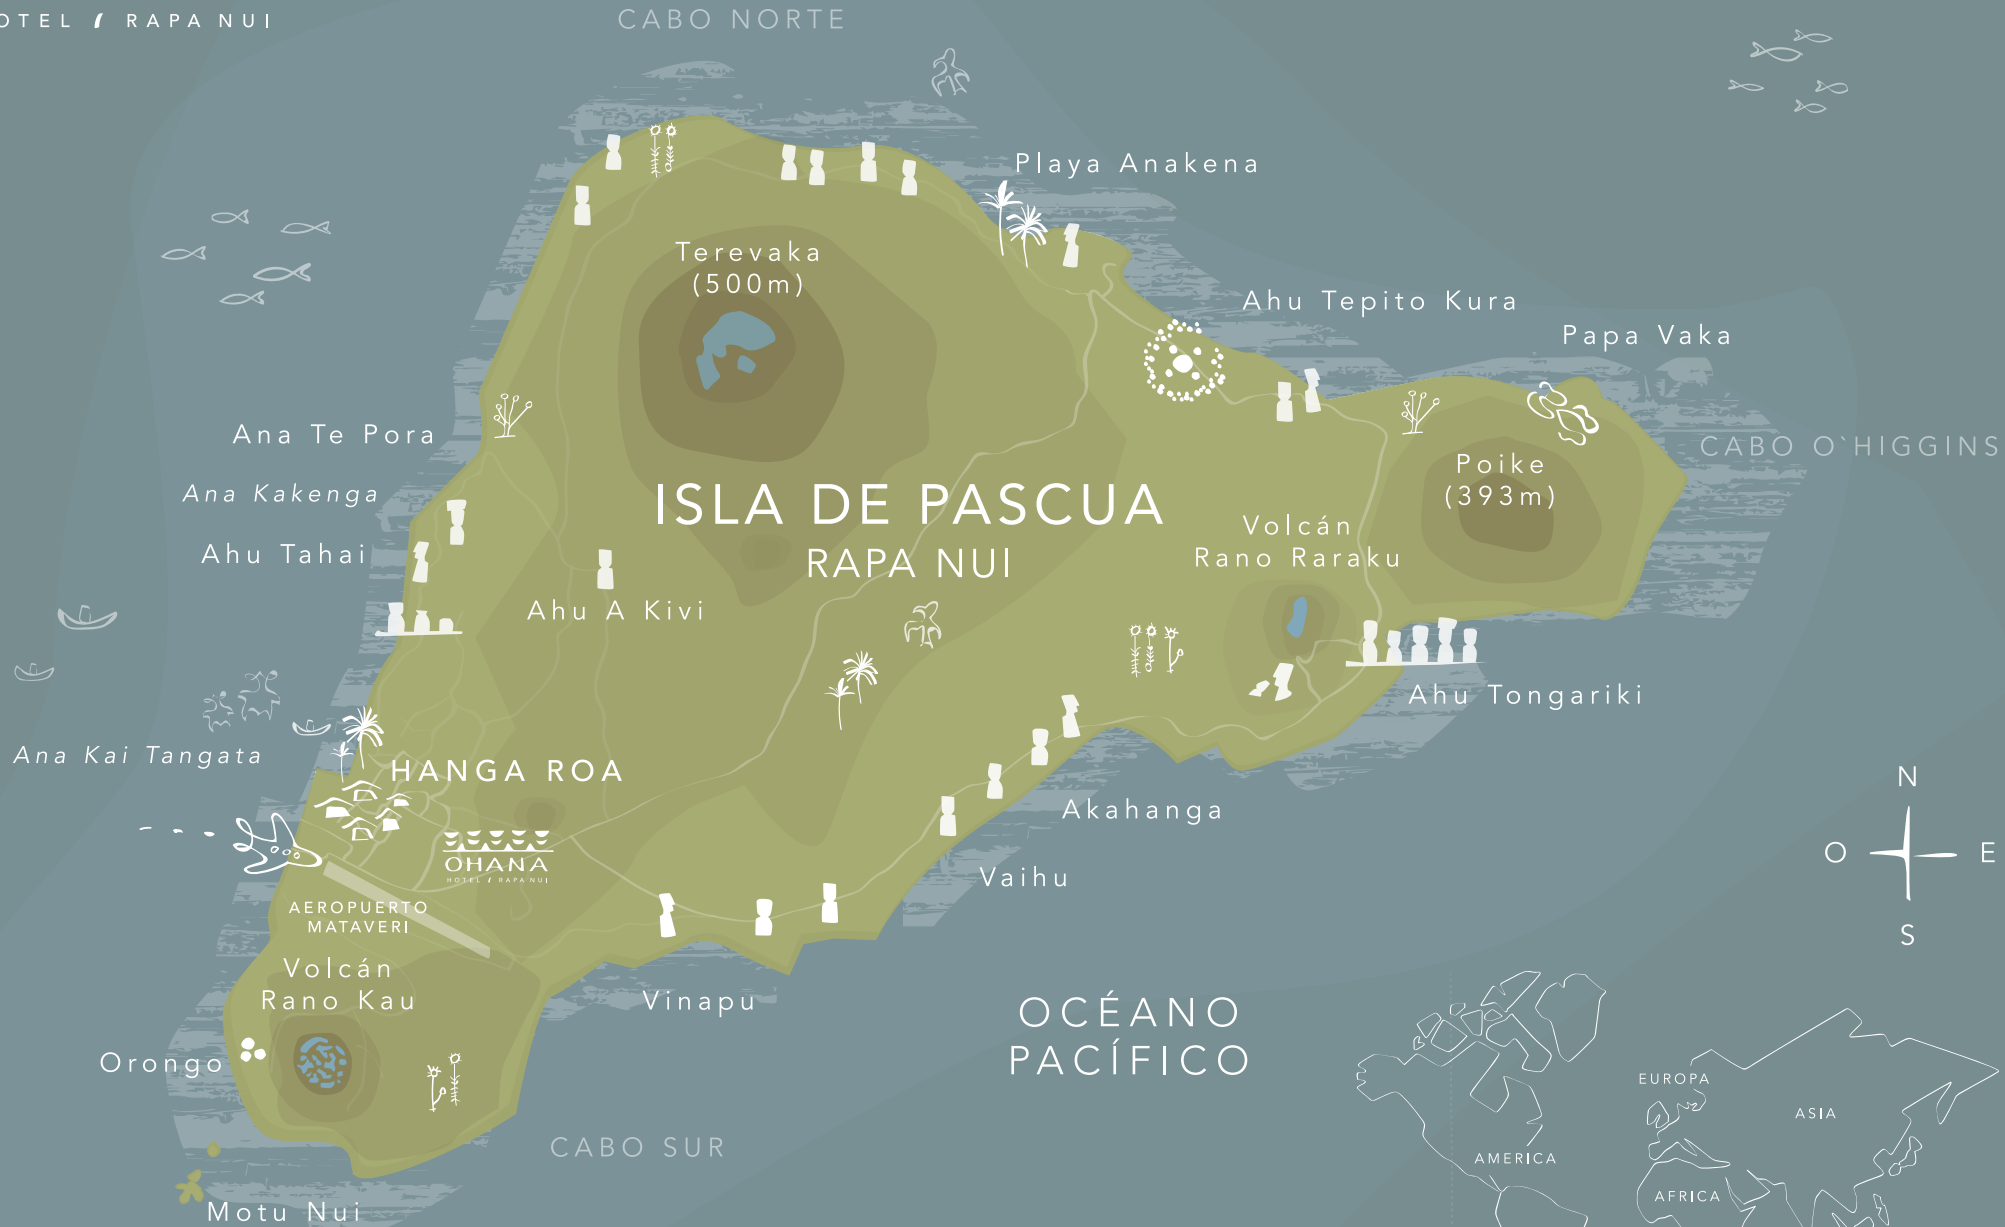 HOTEL / RAPA NUI
CABO NORTE
Playa Anakena
Terevaka
(500m)
Ahu Tepito Kura
Papa Vaka
Ana Te Pora
CABO O`HIGGINS
Poike
(393m)
Ana Kakenga
ISLA DE PASCUA
RAPA NUI
Volcán
Rano Raraku
Ahu Tahai
Ahu A Kivi
Ahu Tongariki
Ana Kai Tangata
HANGA ROA
Akahanga
OHANA
HOTEL / RAPA NUI
Vaihu
AEROPUERTO
MATAVERI
Volcán
Rano Kau
Vinapu
Orongo
OCÉANO
PACÍFICO
CABO SUR
Motu Nui
N
O
E
S
EUROPA
ASIA
AMERICA
AFRICA